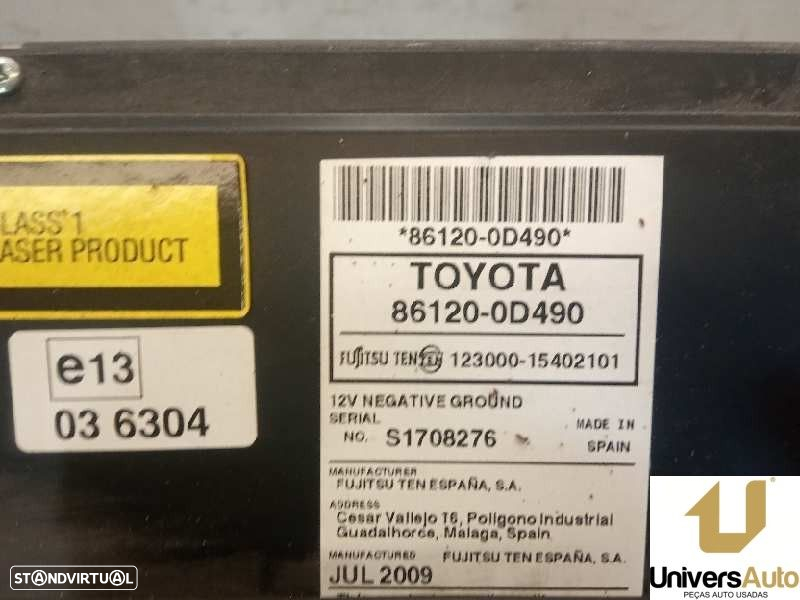 LASS 1
ASER PRODUCT
e13
03 6304
*86120-0D490*
TOYOTA
86120-0D490
FUJITSU TEN TEN 123000-15402101
12V NEGATIVE GROUND
SERIAL
NO. S1708276
MADE IN
SPAIN
MANUFACTURER
FUJITSU TEN ESPAÑA, S.A.
ADDRESS
Cesar Vallejo 16, Poligono Industrial
Guadalhorce, Malaga, Spain
MANUFACTURED FUJITSU TEN ESPAÑA, S.A.
JUL 2009
STANDVIRTUAL
UniversAuto
PEÇAS AUTO USADAS